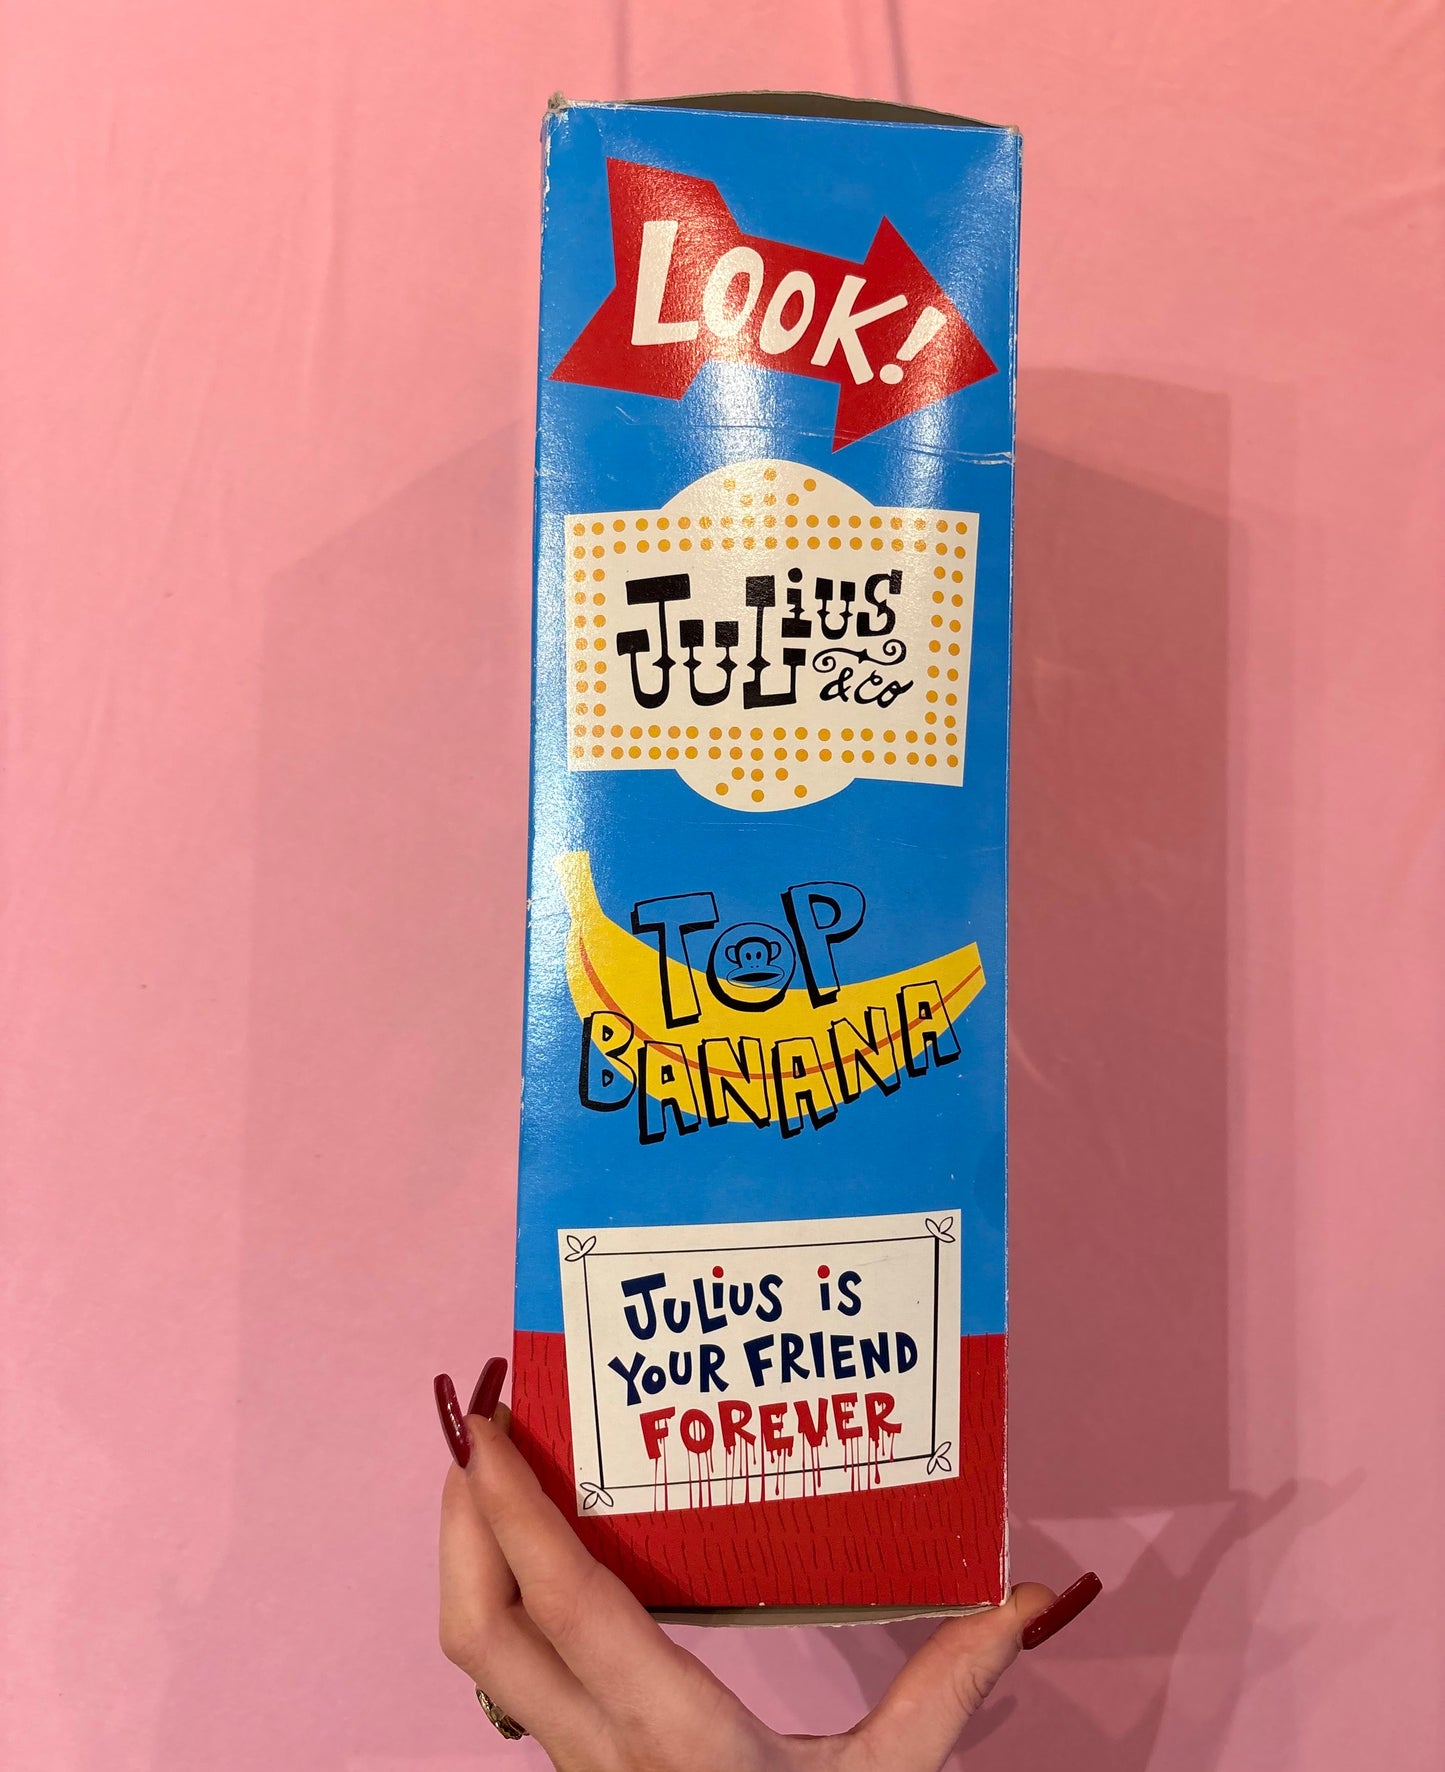 LOOK!
JULiUS
&CO
TOP
BANANA
JULiUS iS
YOUR FRIEND
FOREVER